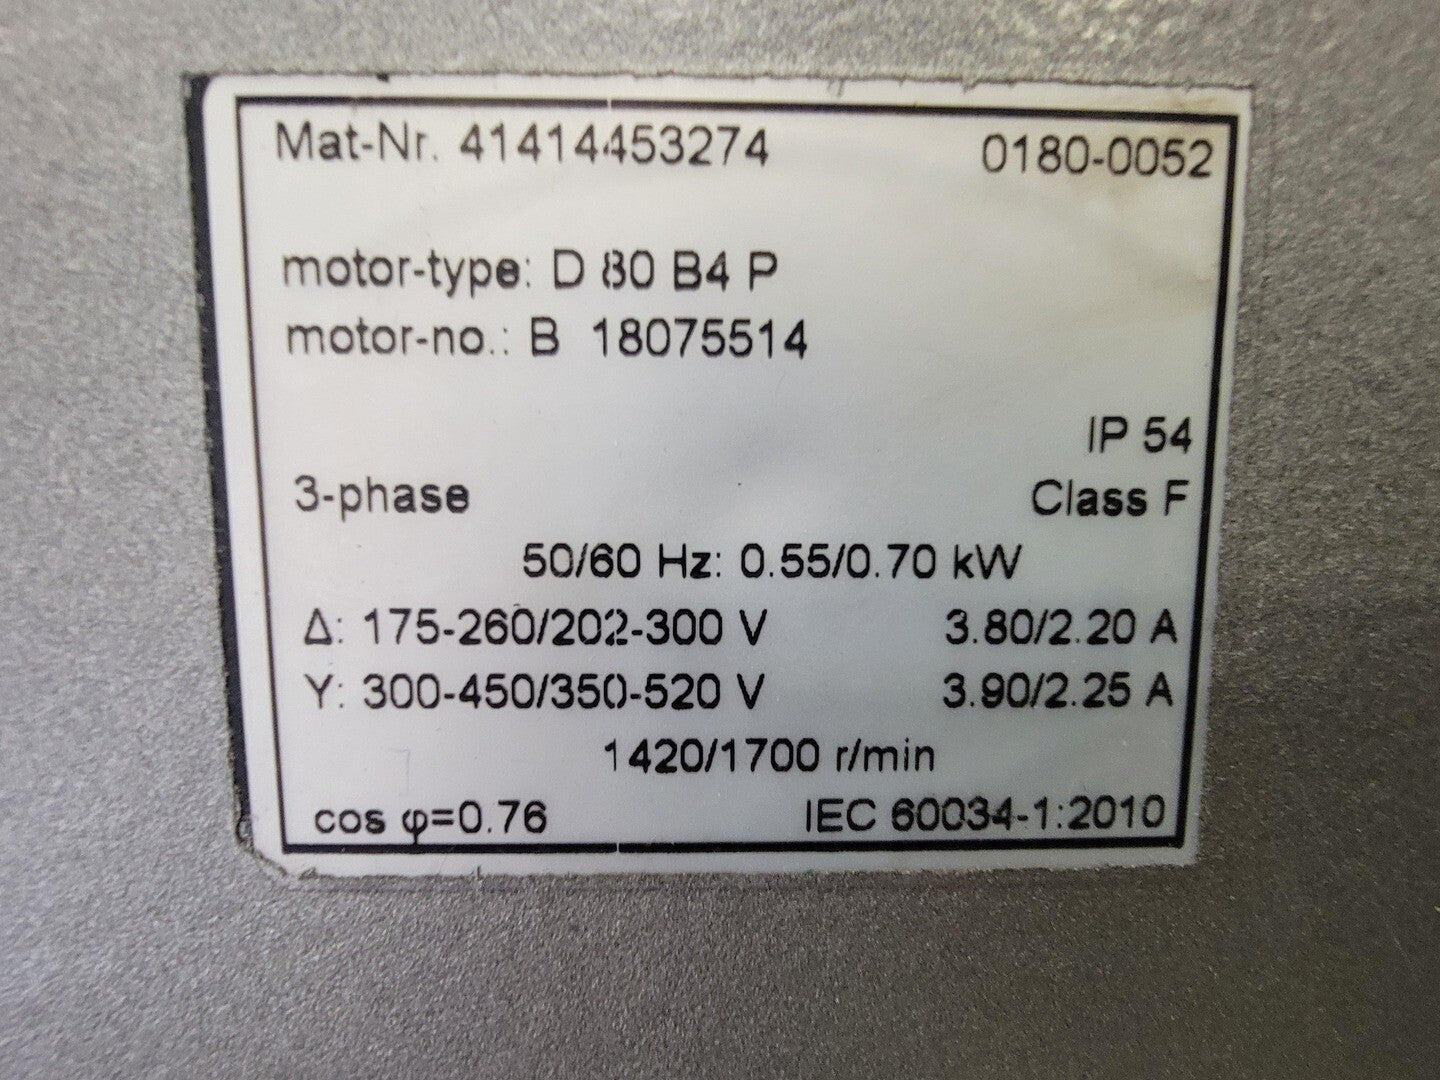 Mat-Nr. 41414453274 0180-0052
motor-type: D 80 B4 P
motor-no.: B 18075514
IP 54
3-phase Class F
50/60 Hz: 0.55/0.70 kW
Δ: 175-260/202-300 V 3.80/2.20 A
Y: 300-450/350-520 V 3.90/2.25 A
1420/1700 r/min
cos φ=0.76 IEC 60034-1:2010